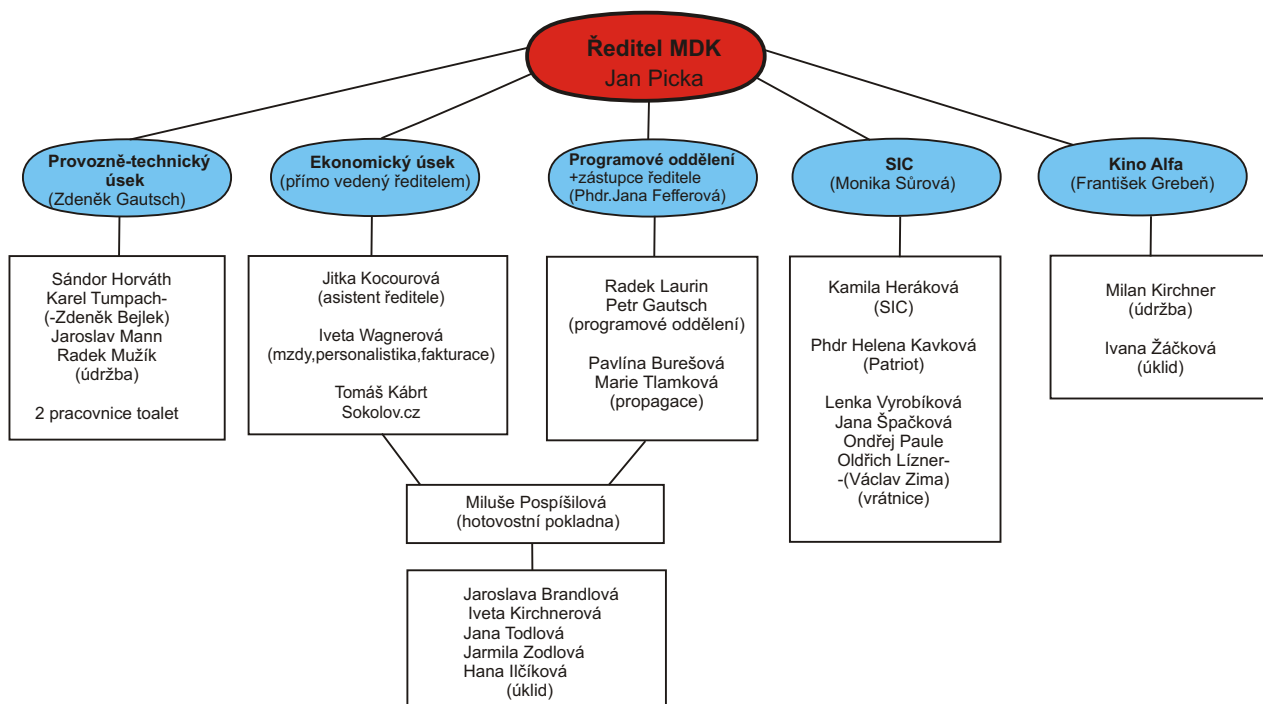 Ředitel MDK
Jan Picka
Provozně-technický
úsek
(Zdeněk Gautsch)
Ekonomický úsek
(přímo vedený ředitelem)
Programové oddělení
+zástupce ředitele
(Phdr.Jana Fefferová)
SIC
(Monika Sůrová)
Kino Alfa
(František Grebeň)
Sándor Horváth
Karel Tumpach-
(-Zdeněk Bejlek)
Jaroslav Mann
Radek Mužík
(údržba)
2 pracovnice toalet
Jitka Kocourová
(asistent ředitele)
Iveta Wagnerová
(mzdy,personalistika,fakturace)
Tomáš Kábrt
Sokolov.cz
Radek Laurin
Petr Gautsch
(programové oddělení)
Pavlína Burešová
Marie Tlamková
(propagace)
Kamila Heráková
(SIC)
Phdr Helena Kavková
(Patriot)
Lenka Vyrobíková
Jana Špačková
Ondřej Paule
Oldřich Lízner-
-(Václav Zima)
(vrátnice)
Milan Kirchner
(údržba)
Ivana Žáčková
(úklid)
Miluše Pospíšilová
(hotovostní pokladna)
Jaroslava Brandlová
Iveta Kirchnerová
Jana Todlová
Jarmila Zodlová
Hana Ilčíková
(úklid)